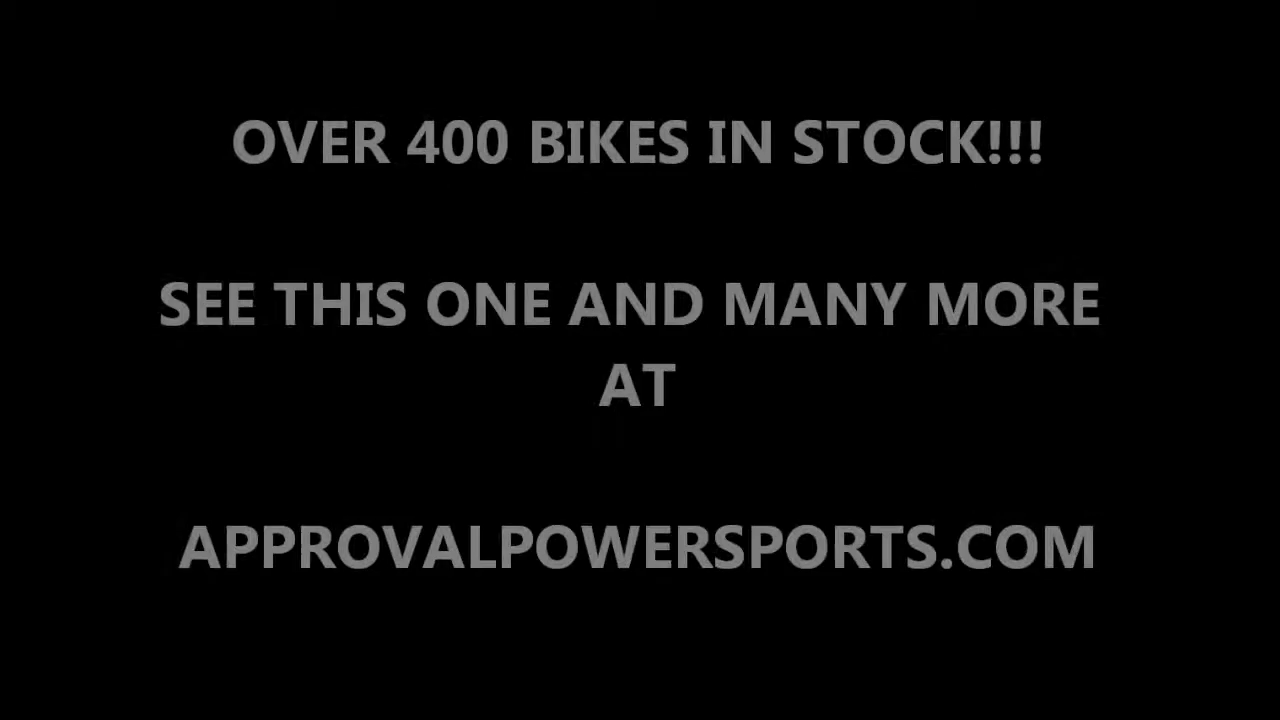 OVER 400 BIKES IN STOCK!!!
SEE THIS ONE AND MANY MORE
AT
APPROVALPOWERSPORTS.COM